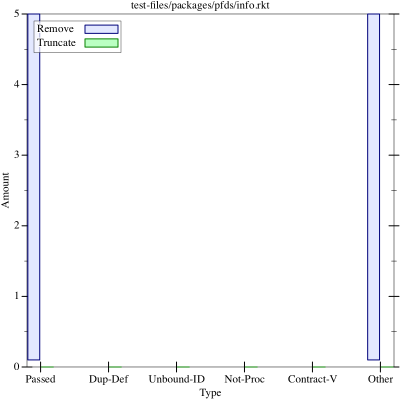 test-files/packages/pfds/info.rkt
Remove
Truncate
5
4
3
2
1
0
Amount
Passed Dup-Def Unbound-ID Not-Proc Contract-V Other
Type